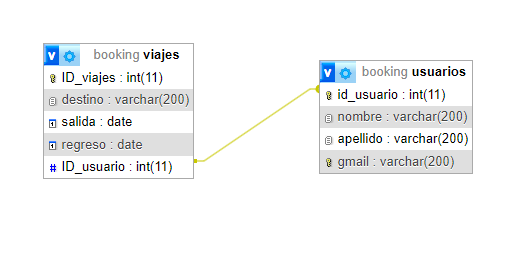 v booking viajes
ID_viajes : int(11)
destino : varchar(200)
salida : date
regreso : date
# ID_usuario : int(11)
v booking usuarios
id_usuario : int(11)
nombre : varchar(200)
apellido : varchar(200)
gmail : varchar(200)